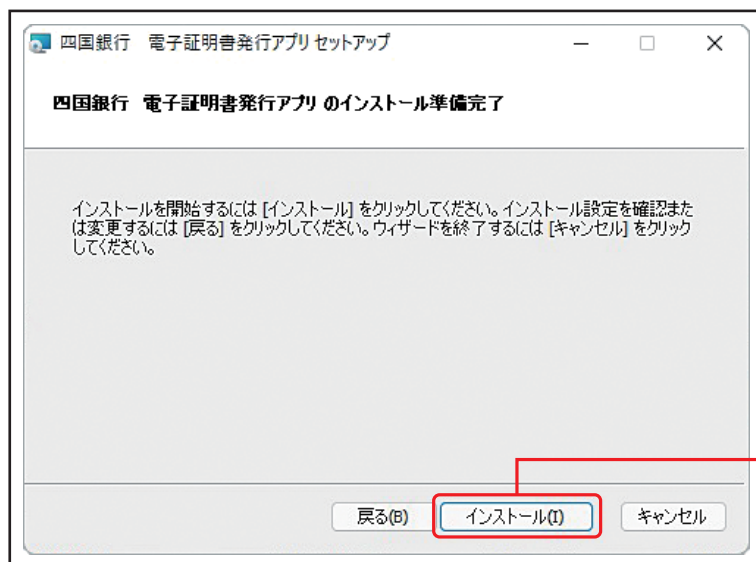 四国銀行　電子証明書発行アプリ セットアップ
四国銀行　電子証明書発行アプリ のインストール準備完了
インストールを開始するには [インストール] をクリックしてください。インストール設定を確認また
は変更するには [戻る] をクリックしてください。ウィザードを終了するには [キャンセル] をクリック
してください。
戻る(B)　インストール(I)　キャンセル